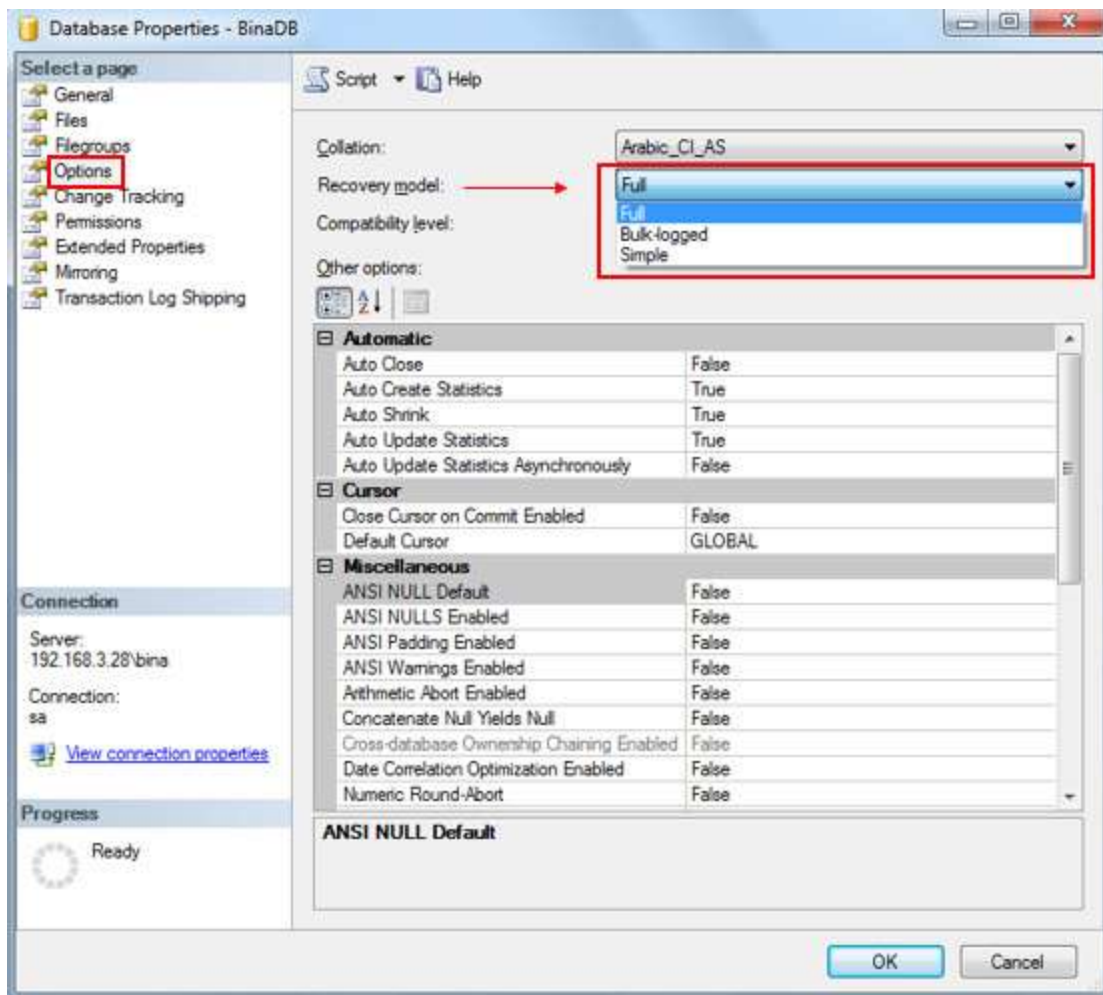 Database Properties - BinaDB
Select a page
General
Files
Filegroups
Options
Change Tracking
Permissions
Extended Properties
Mirroring
Transaction Log Shipping
Connection
Server:
192.168.3.28\bina
Connection:
sa
View connection properties
Progress
Ready
Script
Help
Collation: Arabic_CI_AS
Recovery model: Full
Full
Bulk-logged
Simple
Compatibility level:
Other options:
Automatic
Auto Close False
Auto Create Statistics True
Auto Shrink True
Auto Update Statistics True
Auto Update Statistics Asynchronously False
Cursor
Close Cursor on Commit Enabled False
Default Cursor GLOBAL
Miscellaneous
ANSI NULL Default False
ANSI NULLS Enabled False
ANSI Padding Enabled False
ANSI Warnings Enabled False
Arithmetic Abort Enabled False
Concatenate Null Yields Null False
Cross-database Ownership Chaining Enabled False
Date Correlation Optimization Enabled False
Numeric Round-Abort False
ANSI NULL Default
OK
Cancel